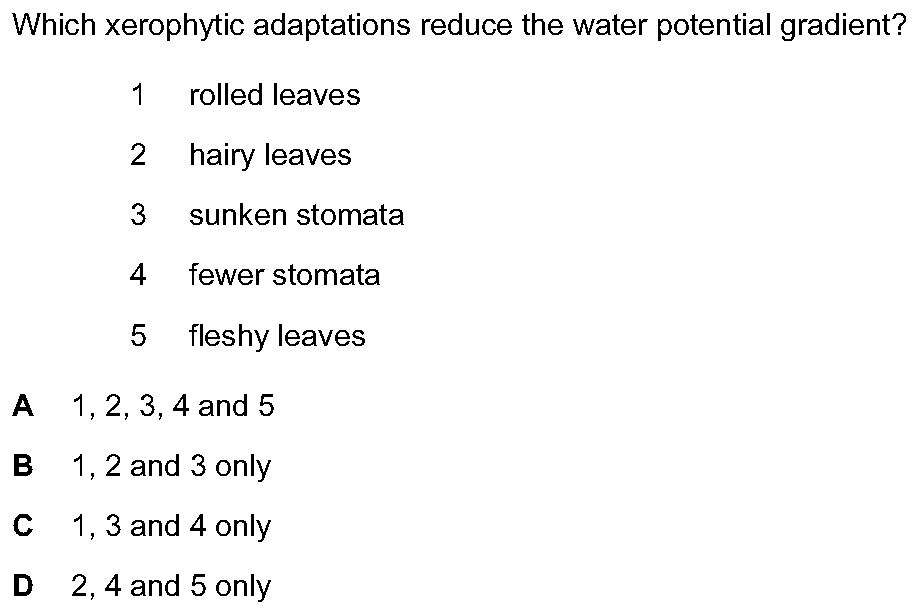 Which xerophytic adaptations reduce the water potential gradient?
1 rolled leaves
2 hairy leaves
3 sunken stomata
4 fewer stomata
5 fleshy leaves
A 1, 2, 3, 4 and 5
B 1, 2 and 3 only
C 1, 3 and 4 only
D 2, 4 and 5 only